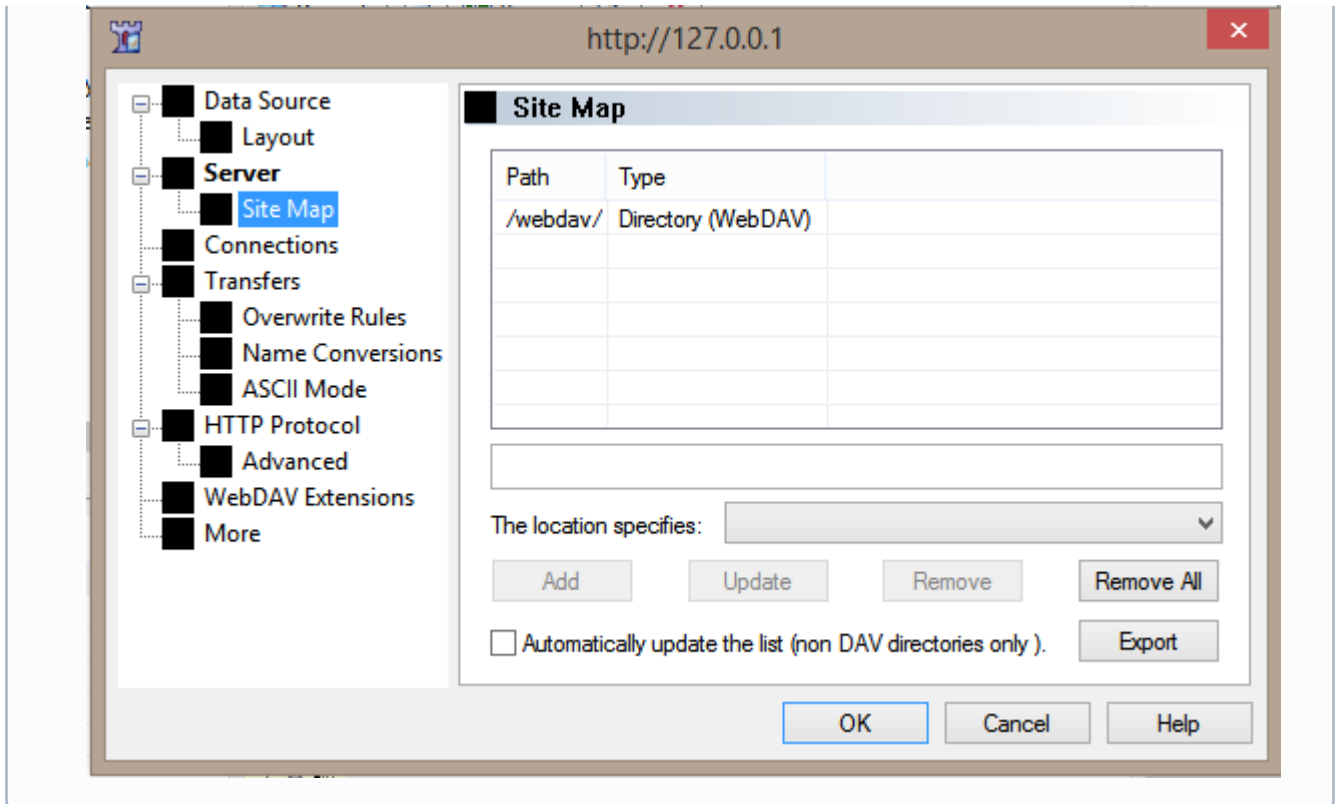 http://127.0.0.1
Data Source
Layout
Server
Site Map
Connections
Transfers
Overwrite Rules
Name Conversions
ASCII Mode
HTTP Protocol
Advanced
WebDAV Extensions
More
Site Map
Path Type
/webdav/ Directory (WebDAV)
The location specifies:
Add Update Remove Remove All
Automatically update the list (non DAV directories only ). Export
OK Cancel Help